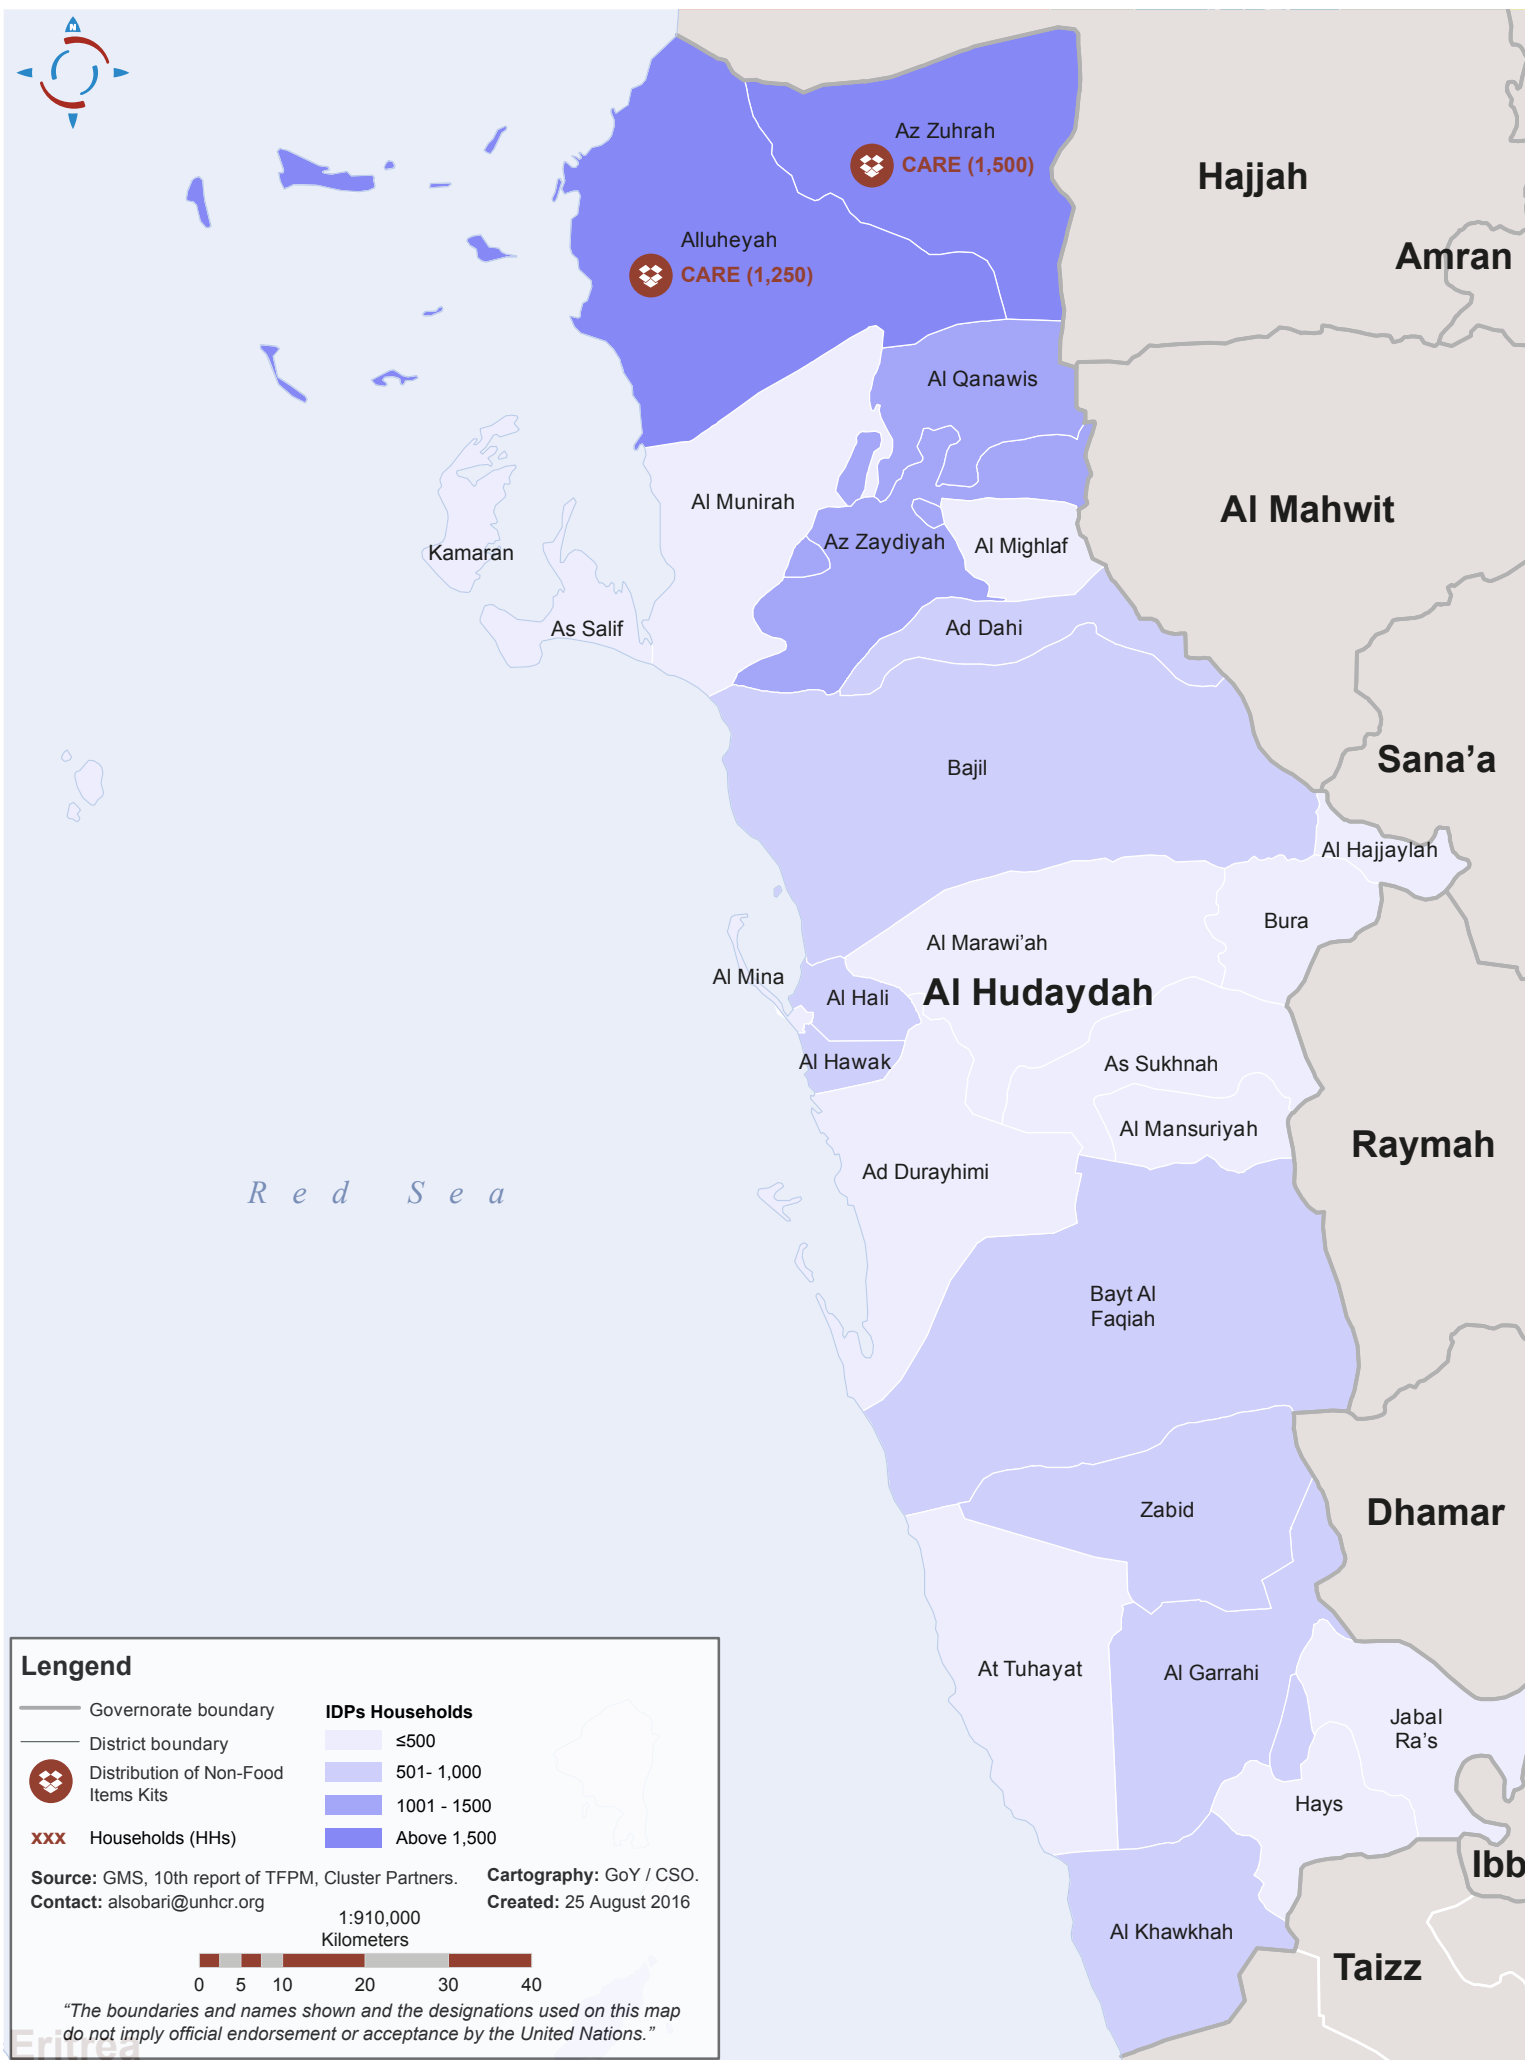 N
Az Zuhrah
CARE (1,500)
Hajjah
Alluheyah
CARE (1,250)
Amran
Al Qanawis
Al Munirah
Al Mahwit
Az Zaydiyah
Al Mighlaf
Kamaran
As Salif
Ad Dahi
Bajil
Sana’a
Al Hajjaylah
Bura
Al Marawi’ah
Al Mina
Al Hali
Al Hudaydah
Al Hawak
As Sukhnah
Al Mansuriyah
Raymah
Ad Durayhimi
Red Sea
Bayt Al
Faqiah
Zabid
Dhamar
At Tuhayat
Al Garrahi
Jabal
Ra’s
Hays
Ibb
Al Khawkhah
Taizz
Lengend
Governorate boundary
District boundary
Distribution of Non-Food
Items Kits
xxx Households (HHs)
IDPs Households
≤500
501- 1,000
1001 - 1500
Above 1,500
Source: GMS, 10th report of TFPM, Cluster Partners.
Cartography: GoY / CSO.
Contact: alsobari@unhcr.org
Created: 25 August 2016
1:910,000
Kilometers
0 5 10 20 30 40
“The boundaries and names shown and the designations used on this map
do not imply official endorsement or acceptance by the United Nations.”
Eritrea